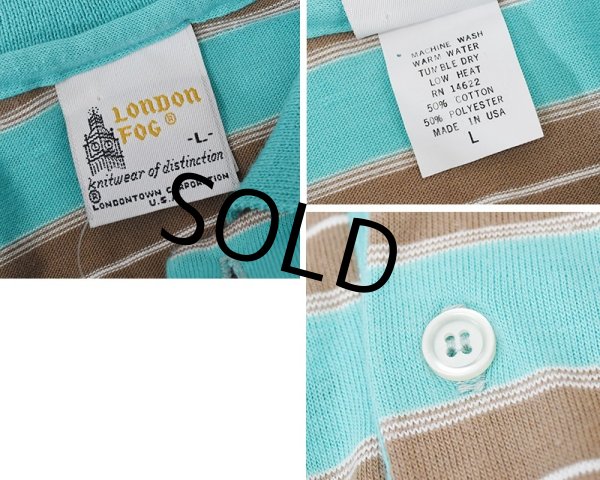 LONDON
FOG®
-L-
knitwear of distinction
® LONDONTOWN CORPORATION
U.S.A.
MACHINE WASH
WARM WATER
TUMBLE DRY
LOW HEAT
RN 14622
50% COTTON
50% POLYESTER
MADE IN USA
L
SOLD